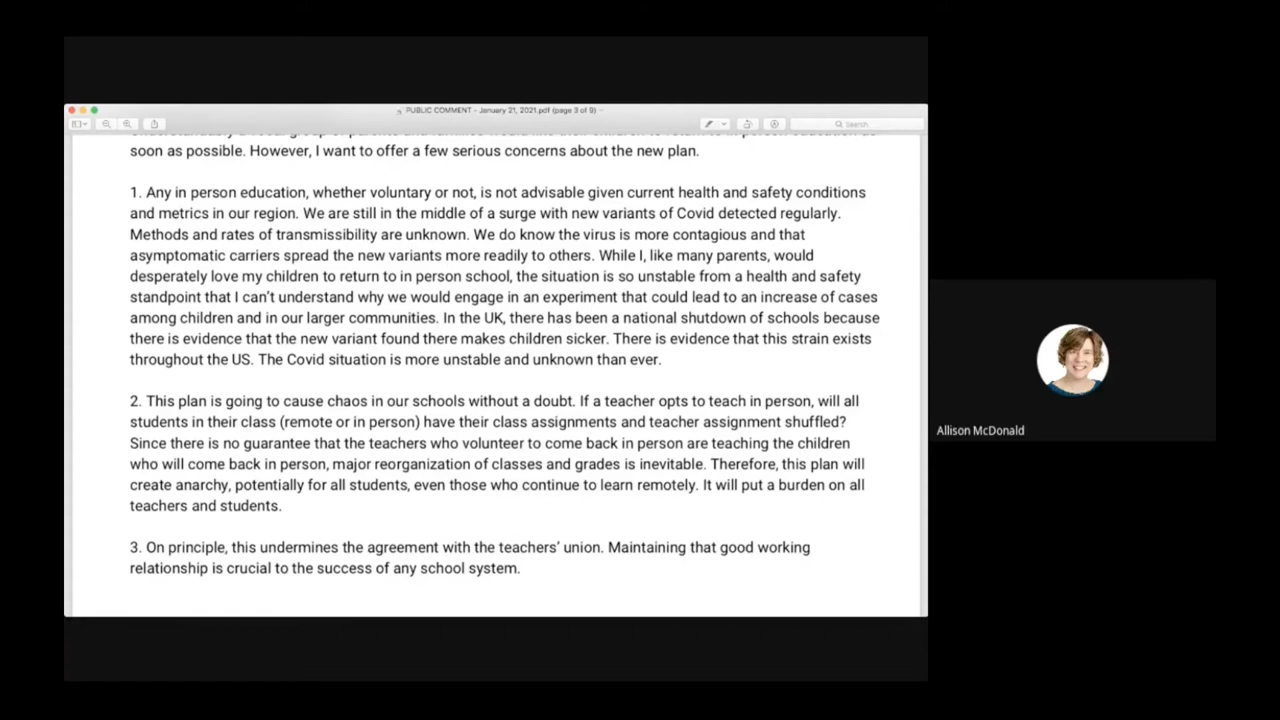 PUBLIC COMMENT - January 21, 2021.pdf (page 3 of 9)
Search
soon as possible. However, I want to offer a few serious concerns about the new plan.
1. Any in person education, whether voluntary or not, is not advisable given current health and safety conditions
and metrics in our region. We are still in the middle of a surge with new variants of Covid detected regularly.
Methods and rates of transmissibility are unknown. We do know the virus is more contagious and that
asymptomatic carriers spread the new variants more readily to others. While I, like many parents, would
desperately love my children to return to in person school, the situation is so unstable from a health and safety
standpoint that I can’t understand why we would engage in an experiment that could lead to an increase of cases
among children and in our larger communities. In the UK, there has been a national shutdown of schools because
there is evidence that the new variant found there makes children sicker. There is evidence that this strain exists
throughout the US. The Covid situation is more unstable and unknown than ever.
2. This plan is going to cause chaos in our schools without a doubt. If a teacher opts to teach in person, will all
students in their class (remote or in person) have their class assignments and teacher assignment shuffled?
Since there is no guarantee that the teachers who volunteer to come back in person are teaching the children
who will come back in person, major reorganization of classes and grades is inevitable. Therefore, this plan will
create anarchy, potentially for all students, even those who continue to learn remotely. It will put a burden on all
teachers and students.
3. On principle, this undermines the agreement with the teachers’ union. Maintaining that good working
relationship is crucial to the success of any school system.
Allison McDonald